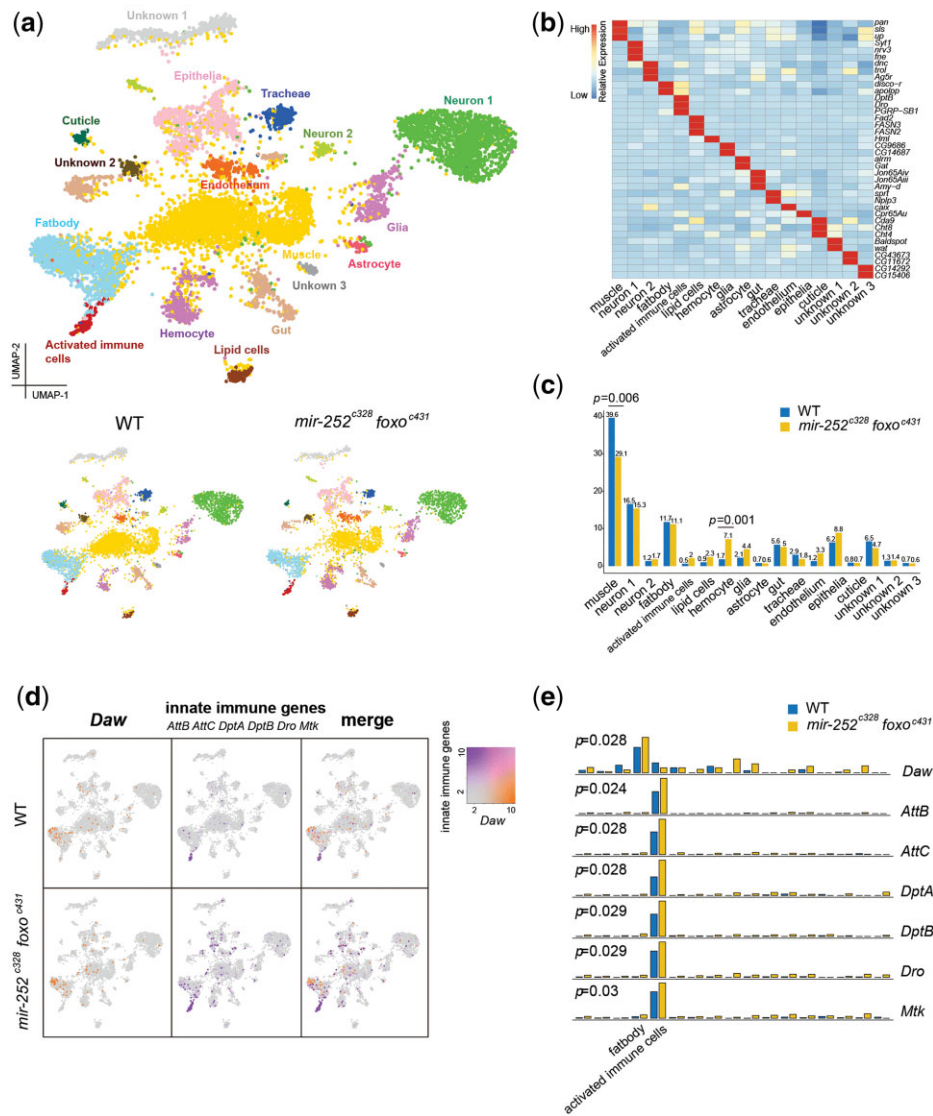 (a)
Unknown 1
Epithelia
Tracheae
Neuron 1
Cuticle
Neuron 2
Unknown 2
Endothelium
Fatbody
Glia
Muscle
Astrocyte
Unkown 3
Activated immune
cells
Hemocyte
Gut
Lipid cells
UMAP-2
UMAP-1
WT
mir-252c328 foxoc431
(b)
High
Low
Relative Expression
pan
sls
up
Syt1
nrv3
fne
dnc
trol
Ag5r
disco-r
apolpp
DptB
Dro
PGRP-SB1
Fad2
FASN3
FASN2
Hml
CG9686
CG14687
alrm
Gat
Jon65Aiv
Jon65Aiii
Amy-d
sprt
Nplp3
caix
Cpr65Au
Cda9
Cht8
Cht4
Baldspot
wat
CG43673
CG11672
CG14292
CG15406
muscle
neuron 1
neuron 2
fatbody
activated immune cells
lipid cells
hemocyte
glia
astrocyte
gut
tracheae
endothelium
epithelia
cuticle
unknown 1
unknown 2
unknown 3
(c)
p=0.006
WT
mir-252c328 foxoc431
40
30
20
10
0
39.6
29.1
16.5
15.3
1.2
1.7
11.7
11.1
0.5
2
0.9
2.3
p=0.001
1.7
7.1
2.1
4.4
0.7
0.6
5.6
5
2.9
1.8
1.2
3.3
6.2
8.8
0.8
0.7
6.5
4.7
1.3
1.4
0.7
0.6
muscle
neuron 1
neuron 2
fatbody
activated immune cells
lipid cells
hemocyte
glia
astrocyte
gut
tracheae
endothelium
epithelia
cuticle
unknown 1
unknown 2
unknown 3
(d)
Daw
innate immune genes
AttB AttC DptA DptB Dro Mtk
merge
WT
mir-252c328 foxoc431
innate immune genes
10
2
2
10
Daw
(e)
WT
mir-252c328 foxoc431
p=0.028
Daw
p=0.024
AttB
p=0.028
AttC
p=0.028
DptA
p=0.029
DptB
p=0.029
Dro
p=0.03
Mtk
fatbody
activated immune cells